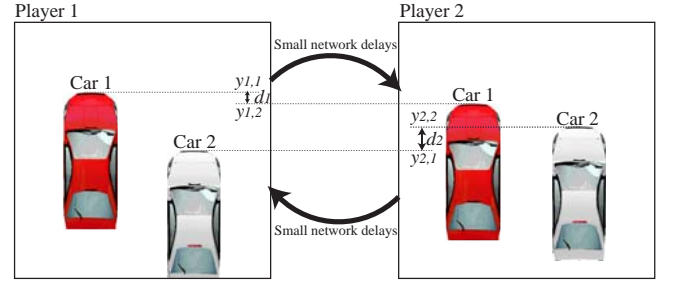 Player 1
Player 2
Small network delays
y1,1
d1
y1,2
Car 1
Car 2
Car 1
Car 2
y2,2
d2
y2,1
Small network delays